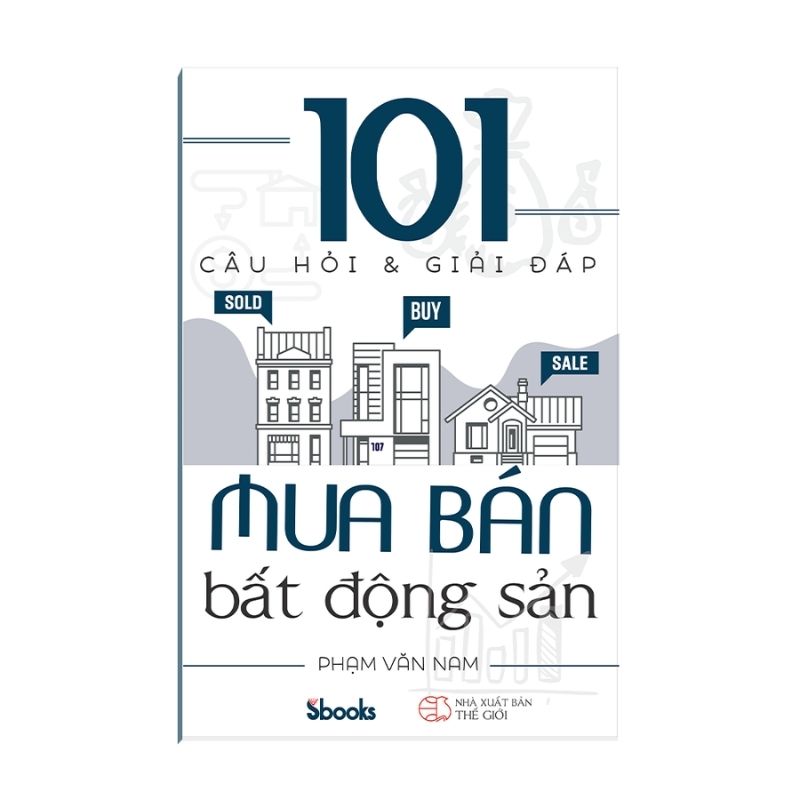 101
CÂU HỎI & GIẢI ĐÁP
SOLD
BUY
SALE
107
MUA BÁN
bất động sản
PHẠM VĂN NAM
Sbooks
NHÀ XUẤT BẢN
THẾ GIỚI